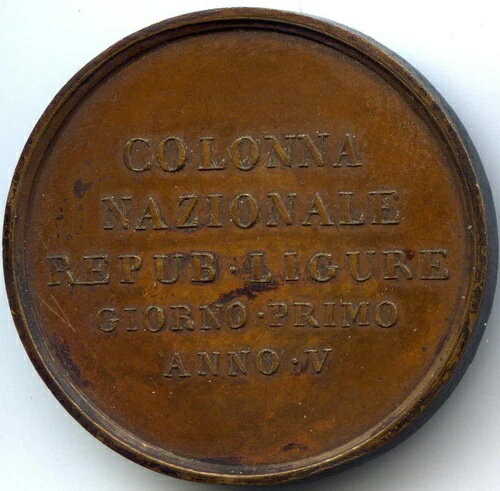 COLONNA
NAZIONALE
REPUB · LIGURE
GIORNO · PRIMO
ANNO · V